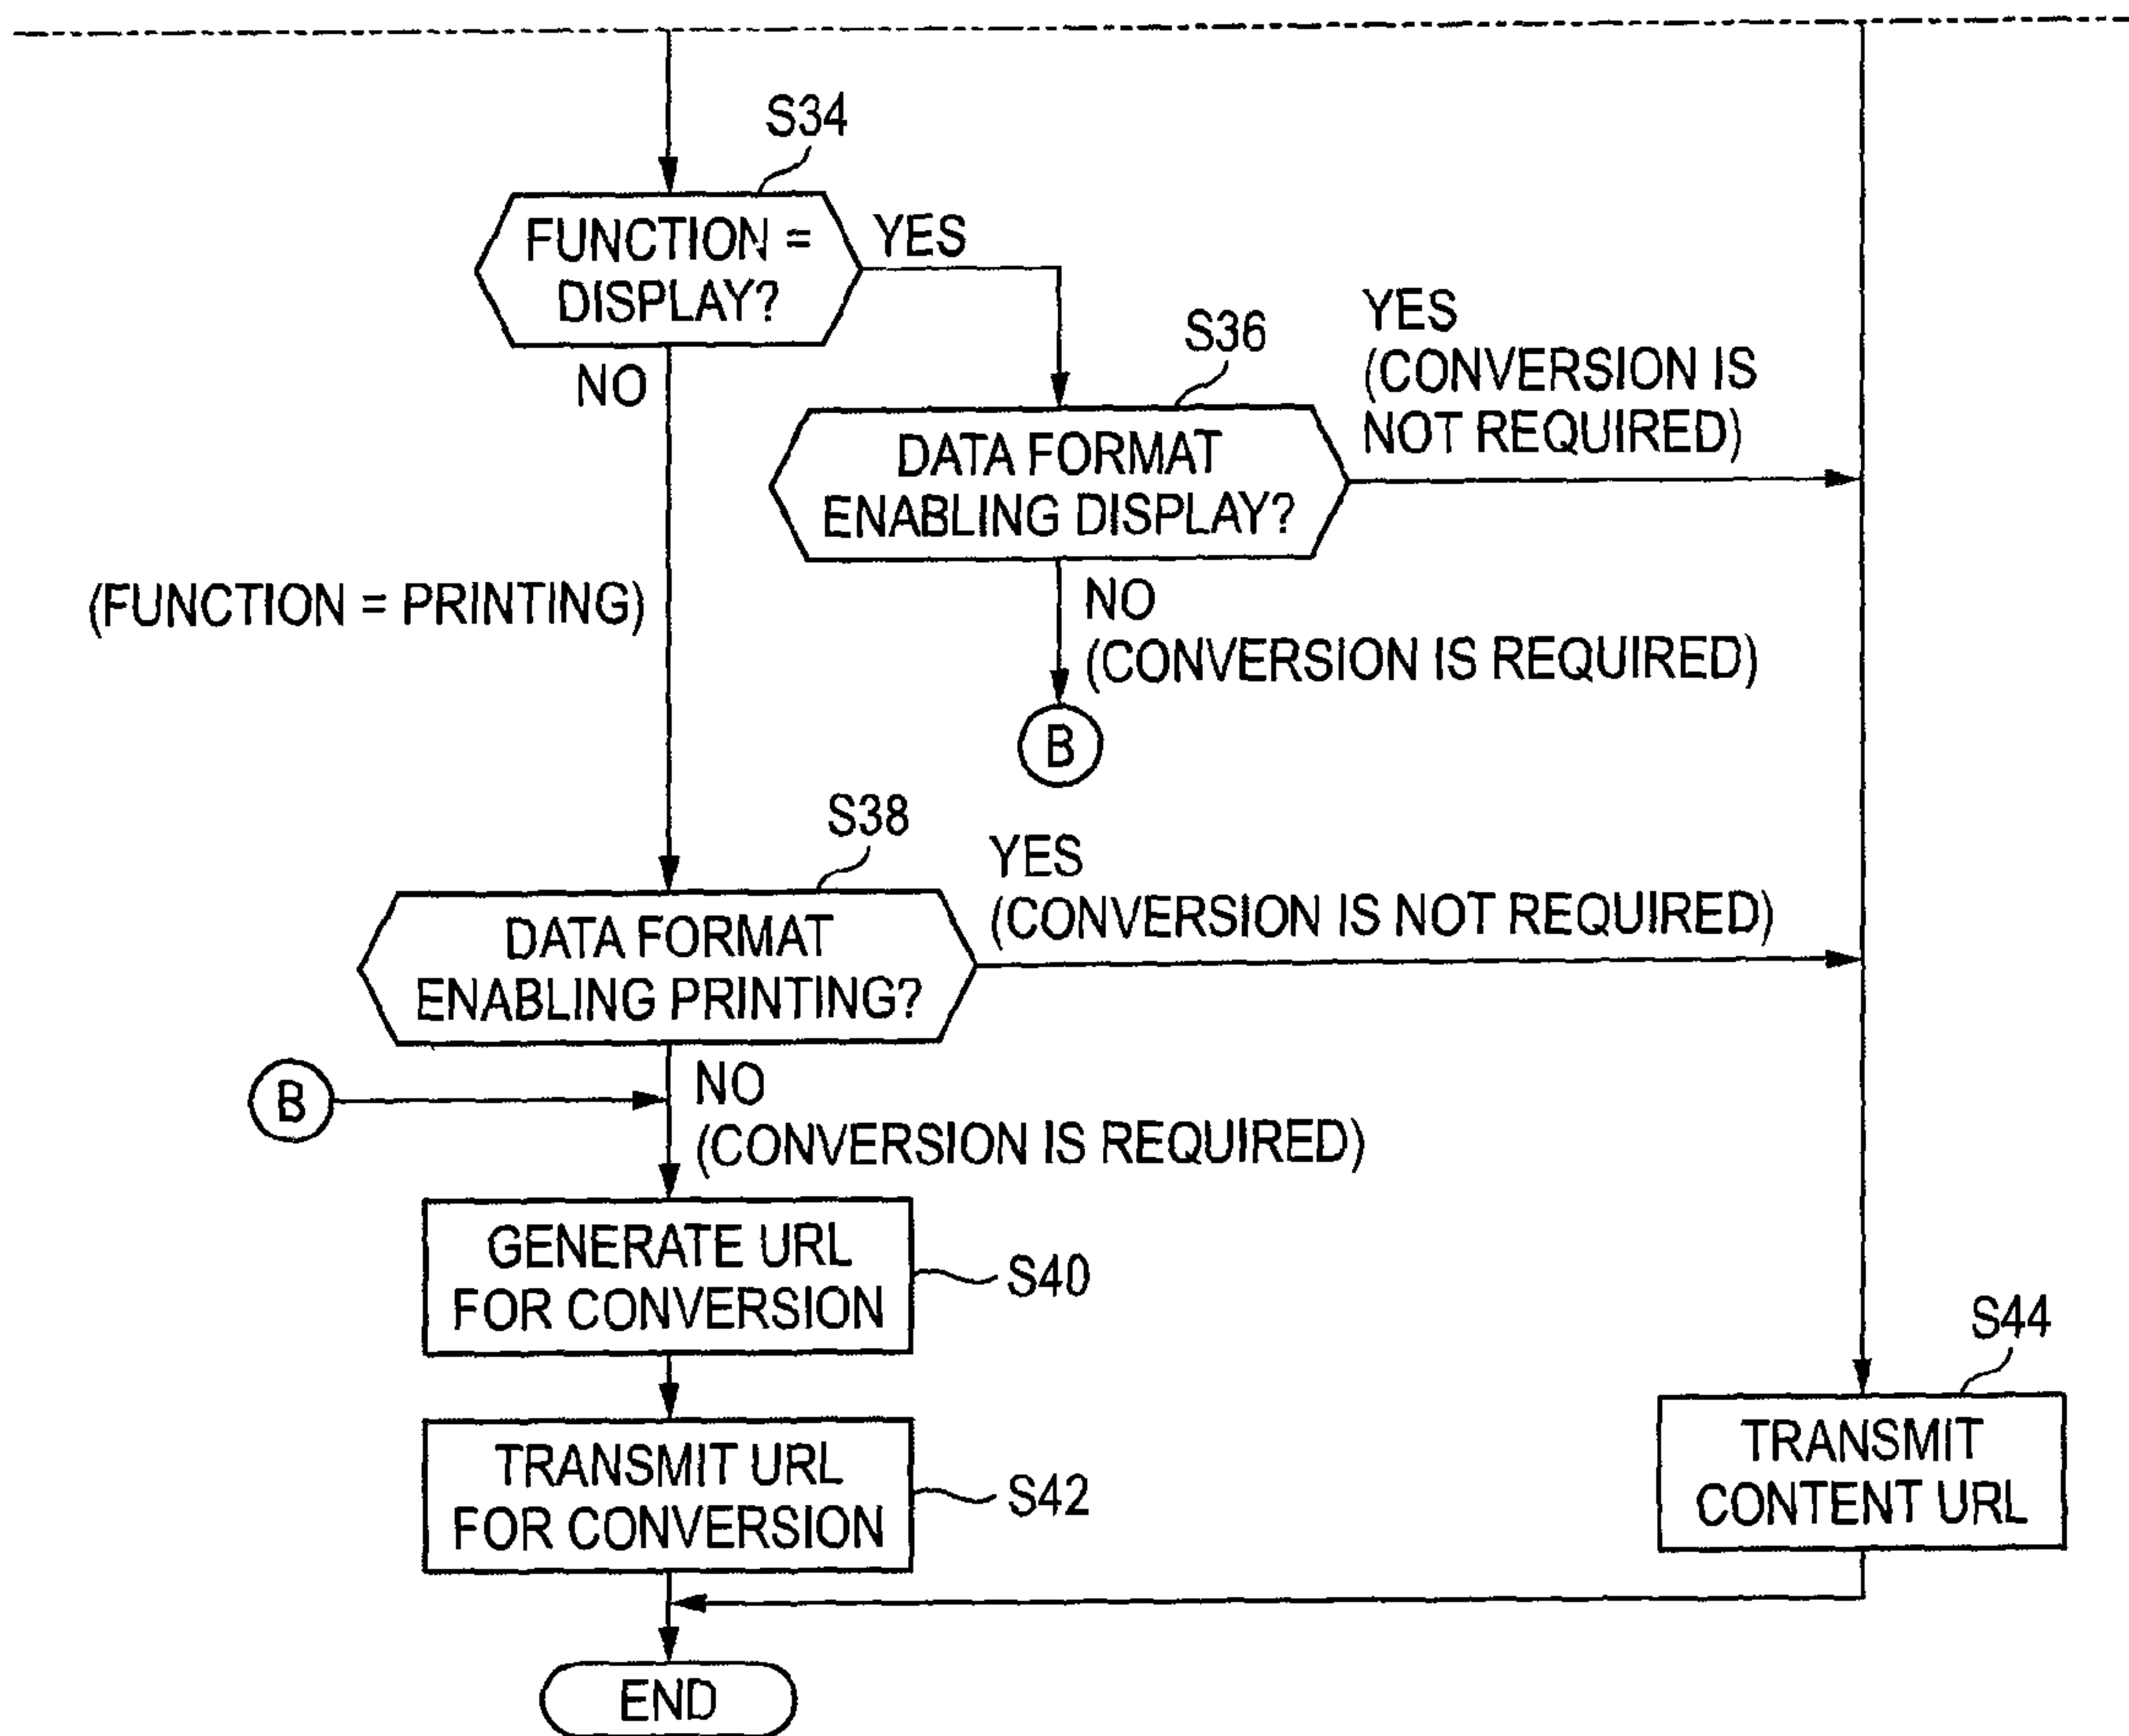 S34
FUNCTION =
DISPLAY?
YES
NO
S36
YES
(CONVERSION IS
NOT REQUIRED)
DATA FORMAT
ENABLING DISPLAY?
(FUNCTION = PRINTING)
NO
(CONVERSION IS REQUIRED)
B
S38
YES
(CONVERSION IS NOT REQUIRED)
DATA FORMAT
ENABLING PRINTING?
B
NO
(CONVERSION IS REQUIRED)
GENERATE URL
FOR CONVERSION
S40
S44
TRANSMIT URL
FOR CONVERSION
S42
TRANSMIT
CONTENT URL
END